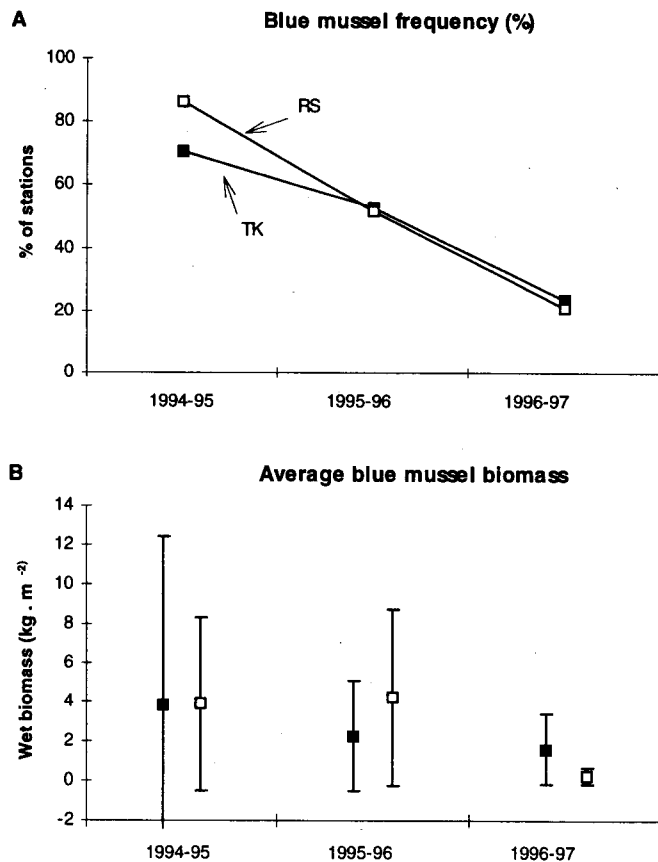 A
Blue mussel frequency (%)
% of stations
100
80
60
40
20
0
RS
TK
1994-95
1995-96
1996-97
B
Average blue mussel biomass
Wet biomass (kg . m ⁻²)
14
12
10
8
6
4
2
0
-2
1994-95
1995-96
1996-97